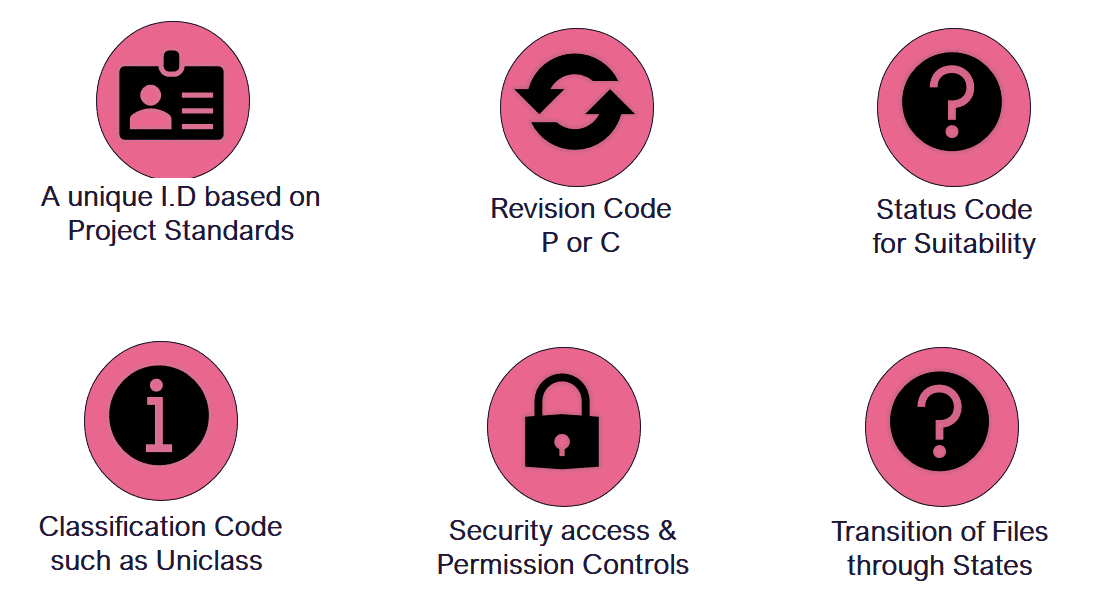 A unique I.D based on
Project Standards
Revision Code
P or C
Status Code
for Suitability
Classification Code
such as Uniclass
Security access &
Permission Controls
Transition of Files
through States